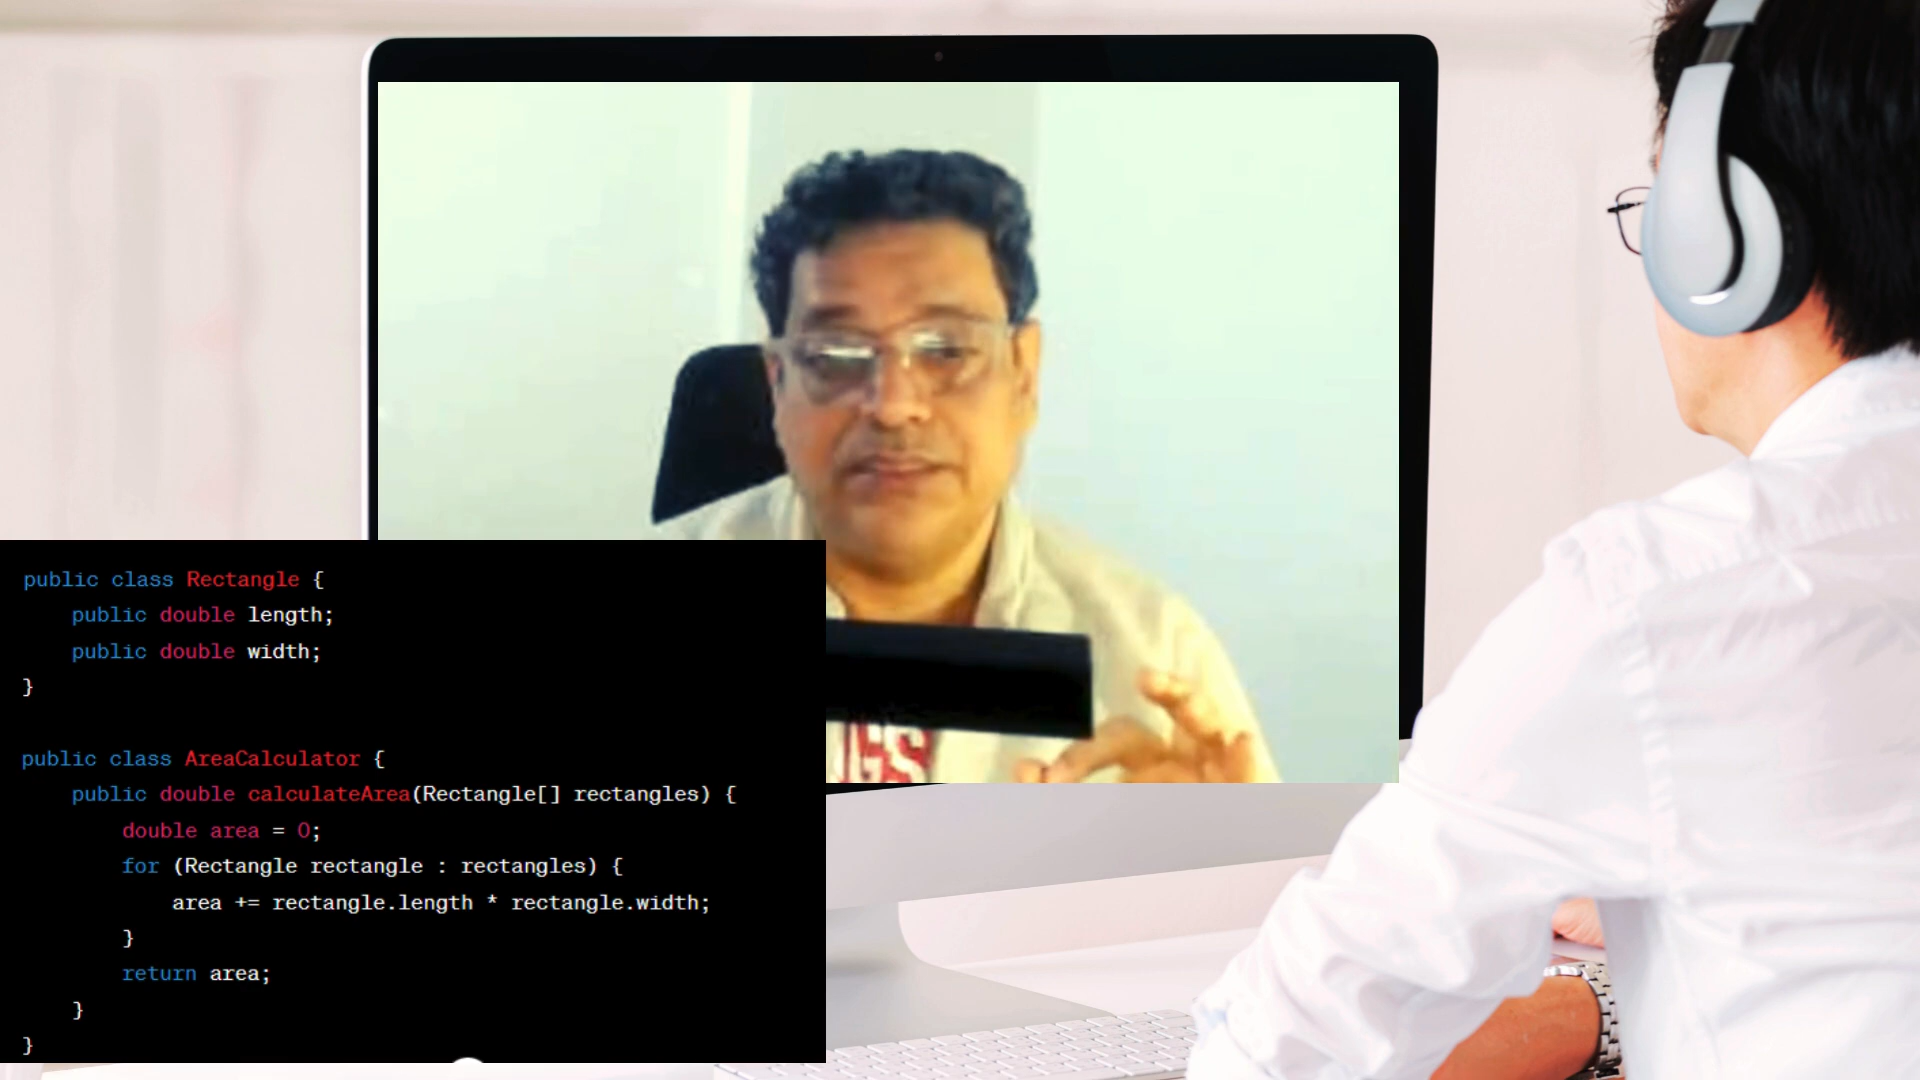 public class Rectangle {
public double length;
public double width;
}
public class AreaCalculator {
public double calculateArea(Rectangle[] rectangles) {
double area = 0;
for (Rectangle rectangle : rectangles) {
area += rectangle.length * rectangle.width;
}
return area;
}
}